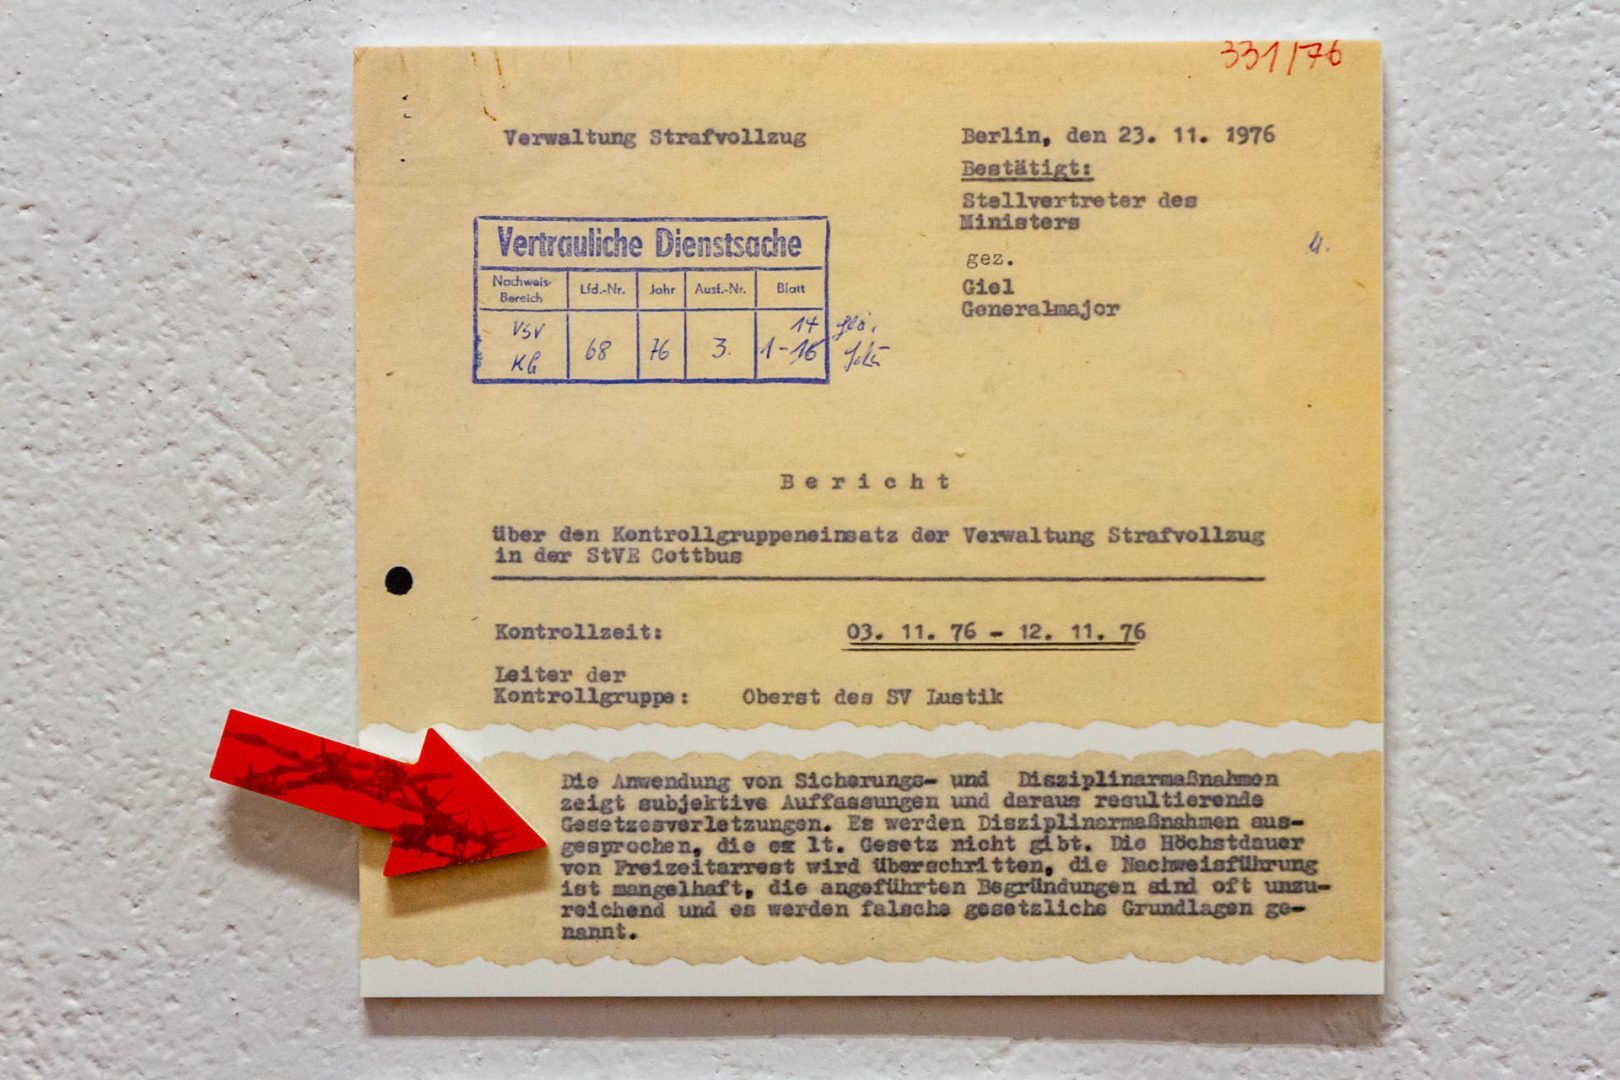 331/76
Verwaltung Strafvollzug
Berlin, den 23. 11. 1976
Bestätigt:
Stellvertreter des
Ministers
gez.
Giel
Generalmajor
Vertrauliche Dienstsache
Nachweis-
Bereich
Lfd.-Nr.
Jahr
Ausf.-Nr.
Blatt
VSV
KG
68
76
3.
14
1-16
Bericht
über den Kontrollgruppeneinsatz der Verwaltung Strafvollzug
in der StVE Cottbus
Kontrollzeit: 03. 11. 76 - 12. 11. 76
Leiter der
Kontrollgruppe: Oberst des SV Lustik
Die Anwendung von Sicherungs- und Disziplinarmaßnahmen
zeigt subjektive Auffassungen und daraus resultierende
Gesetzesverletzungen. Es werden Disziplinarmaßnahmen aus-
gesprochen, die es lt. Gesetz nicht gibt. Die Höchstdauer
von Freizeitarrest wird überschritten, die Nachweisführung
ist mangelhaft, die angeführten Begründungen sind oft unzu-
reichend und es werden falsche gesetzliche Grundlagen ge-
nannt.